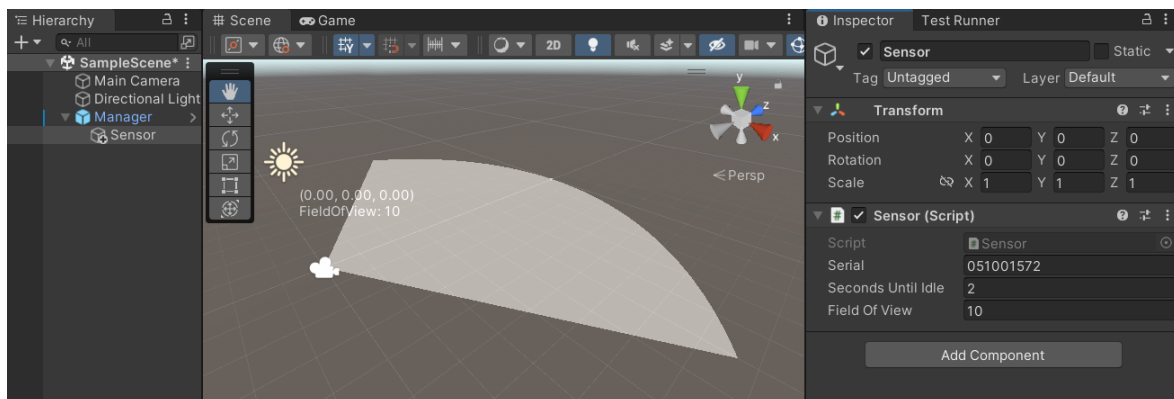 Hierarchy
All
SampleScene*
Main Camera
Directional Light
Manager
Sensor
Scene
Game
2D
y
z
x
Persp
(0.00, 0.00, 0.00)
FieldOfView: 10
Inspector
Test Runner
Sensor
Static
Tag Untagged
Layer Default
Transform
Position X 0 Y 0 Z 0
Rotation X 0 Y 0 Z 0
Scale X 1 Y 1 Z 1
# Sensor (Script)
Script # Sensor
Serial 051001572
Seconds Until Idle 2
Field Of View 10
Add Component